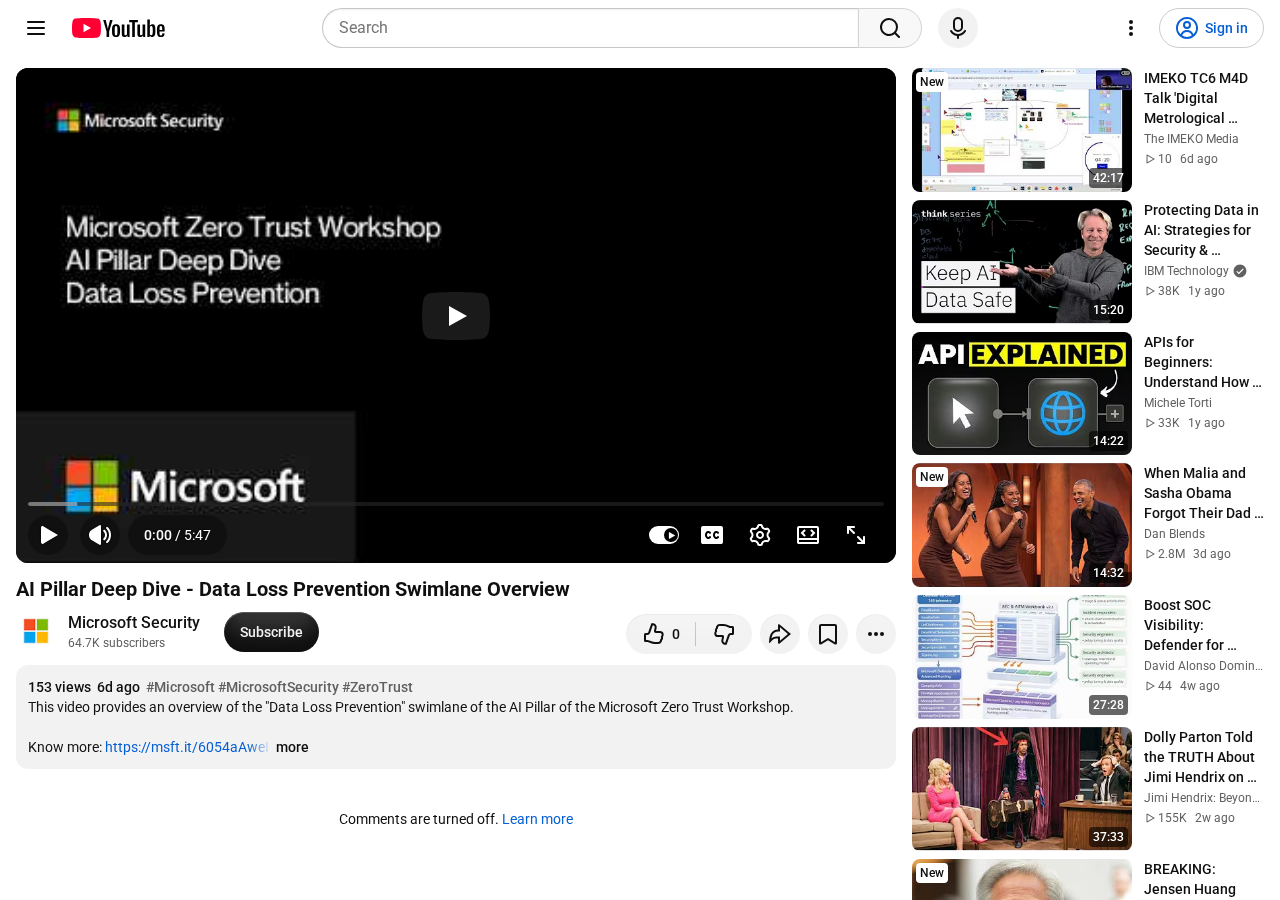 YouTube
Search
Sign in
Microsoft Security
Microsoft Zero Trust Workshop
AI Pillar Deep Dive
Data Loss Prevention
Microsoft
0:00 / 5:47
CC
AI Pillar Deep Dive - Data Loss Prevention Swimlane Overview
Microsoft Security
64.7K subscribers
Subscribe
0
153 views 6d ago #Microsoft #MicrosoftSecurity #ZeroTrust
This video provides an overview of the "Data Loss Prevention" swimlane of the AI Pillar of the Microsoft Zero Trust Workshop.
Know more: https://msft.it/6054aAwel more
Comments are turned off. Learn more
New
42:17
IMEKO TC6 M4D
Talk 'Digital
Metrological …
The IMEKO Media
10 6d ago
think series
Keep AI
Data Safe
15:20
Protecting Data in
AI: Strategies for
Security & …
IBM Technology
38K 1y ago
API EXPLAINED
14:22
APIs for
Beginners:
Understand How …
Michele Torti
33K 1y ago
New
14:32
When Malia and
Sasha Obama
Forgot Their Dad …
Dan Blends
2.8M 3d ago
27:28
Boost SOC
Visibility:
Defender for …
David Alonso Domin…
44 4w ago
37:33
Dolly Parton Told
the TRUTH About
Jimi Hendrix on …
Jimi Hendrix: Beyon…
155K 2w ago
New
BREAKING:
Jensen Huang